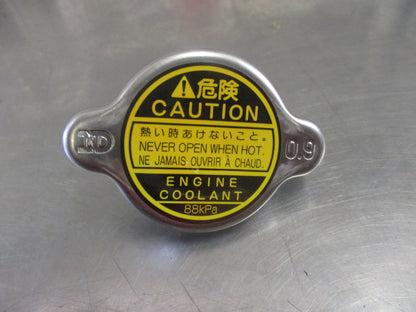 危険
CAUTION
熱い時あけないこと。
NEVER OPEN WHEN HOT.
NE JAMAIS OUVRIR À CHAUD.
ND
0.9
ENGINE
COOLANT
88kPa